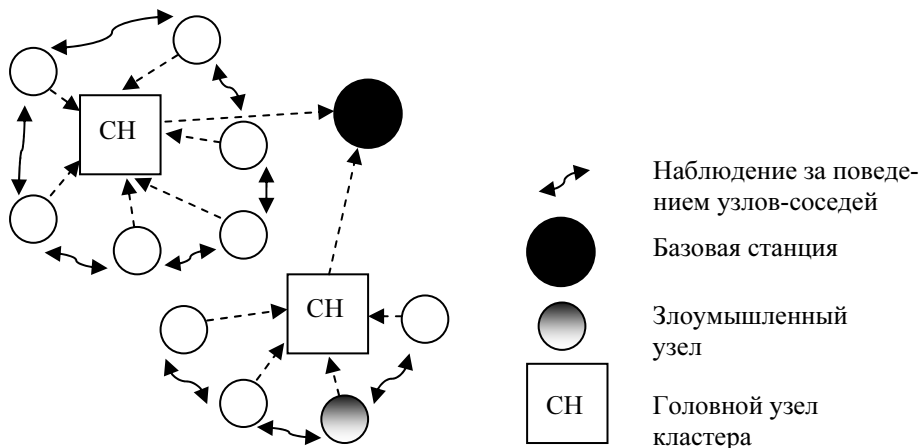 CH
CH
Наблюдение за поведе-
нием узлов-соседей
Базовая станция
Злоумышленный
узел
CH
Головной узел
кластера